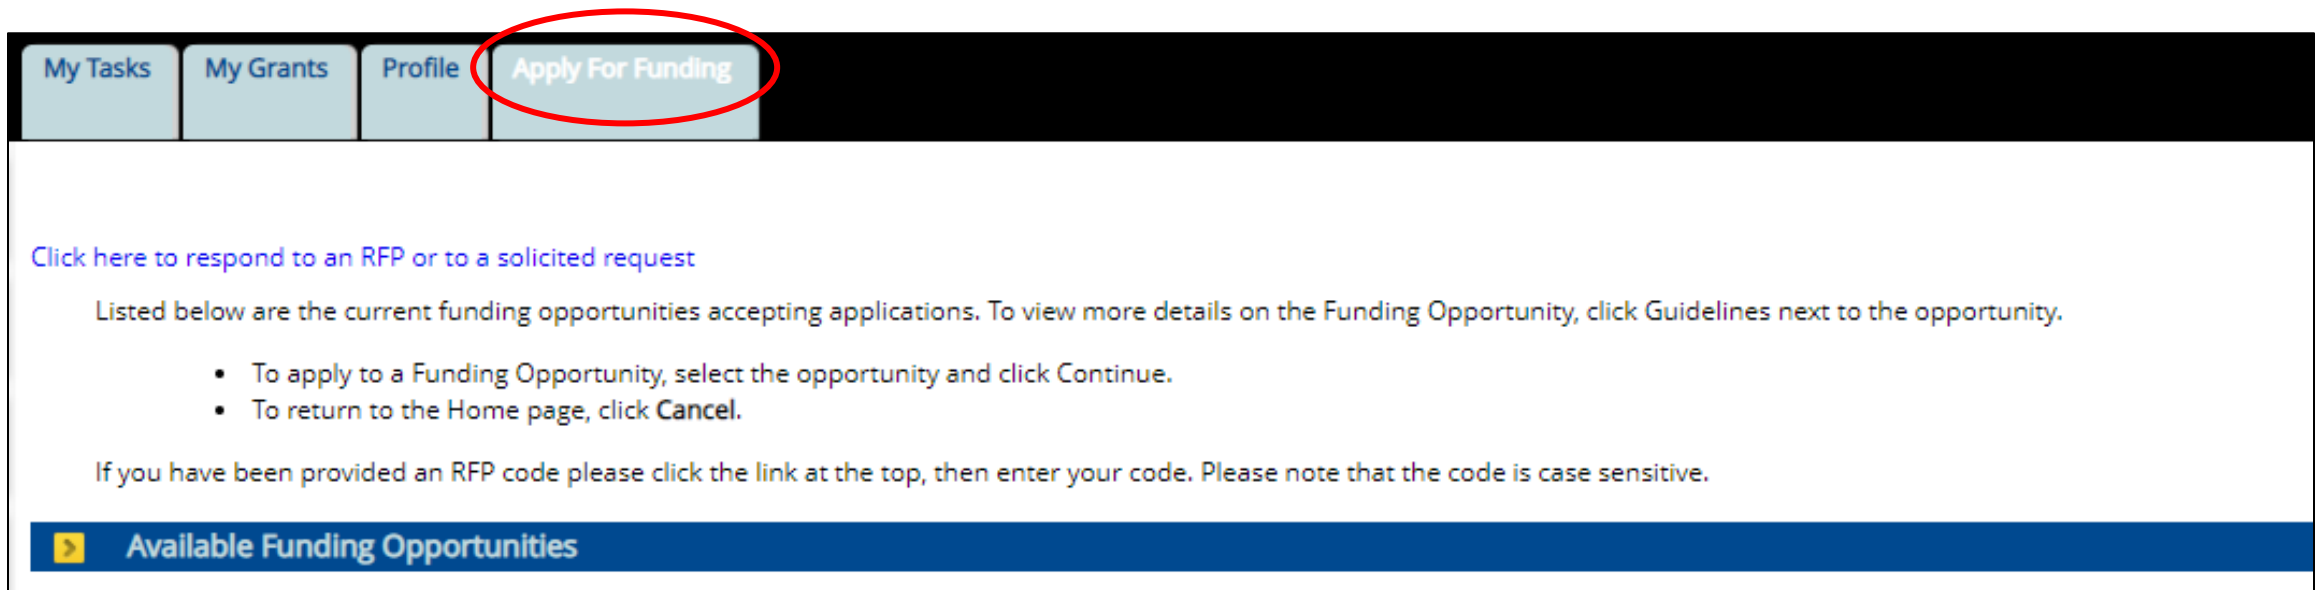 My Tasks My Grants Profile Apply For Funding
Click here to respond to an RFP or to a solicited request
Listed below are the current funding opportunities accepting applications. To view more details on the Funding Opportunity, click Guidelines next to the opportunity.
• To apply to a Funding Opportunity, select the opportunity and click Continue.
• To return to the Home page, click Cancel.
If you have been provided an RFP code please click the link at the top, then enter your code. Please note that the code is case sensitive.
Available Funding Opportunities